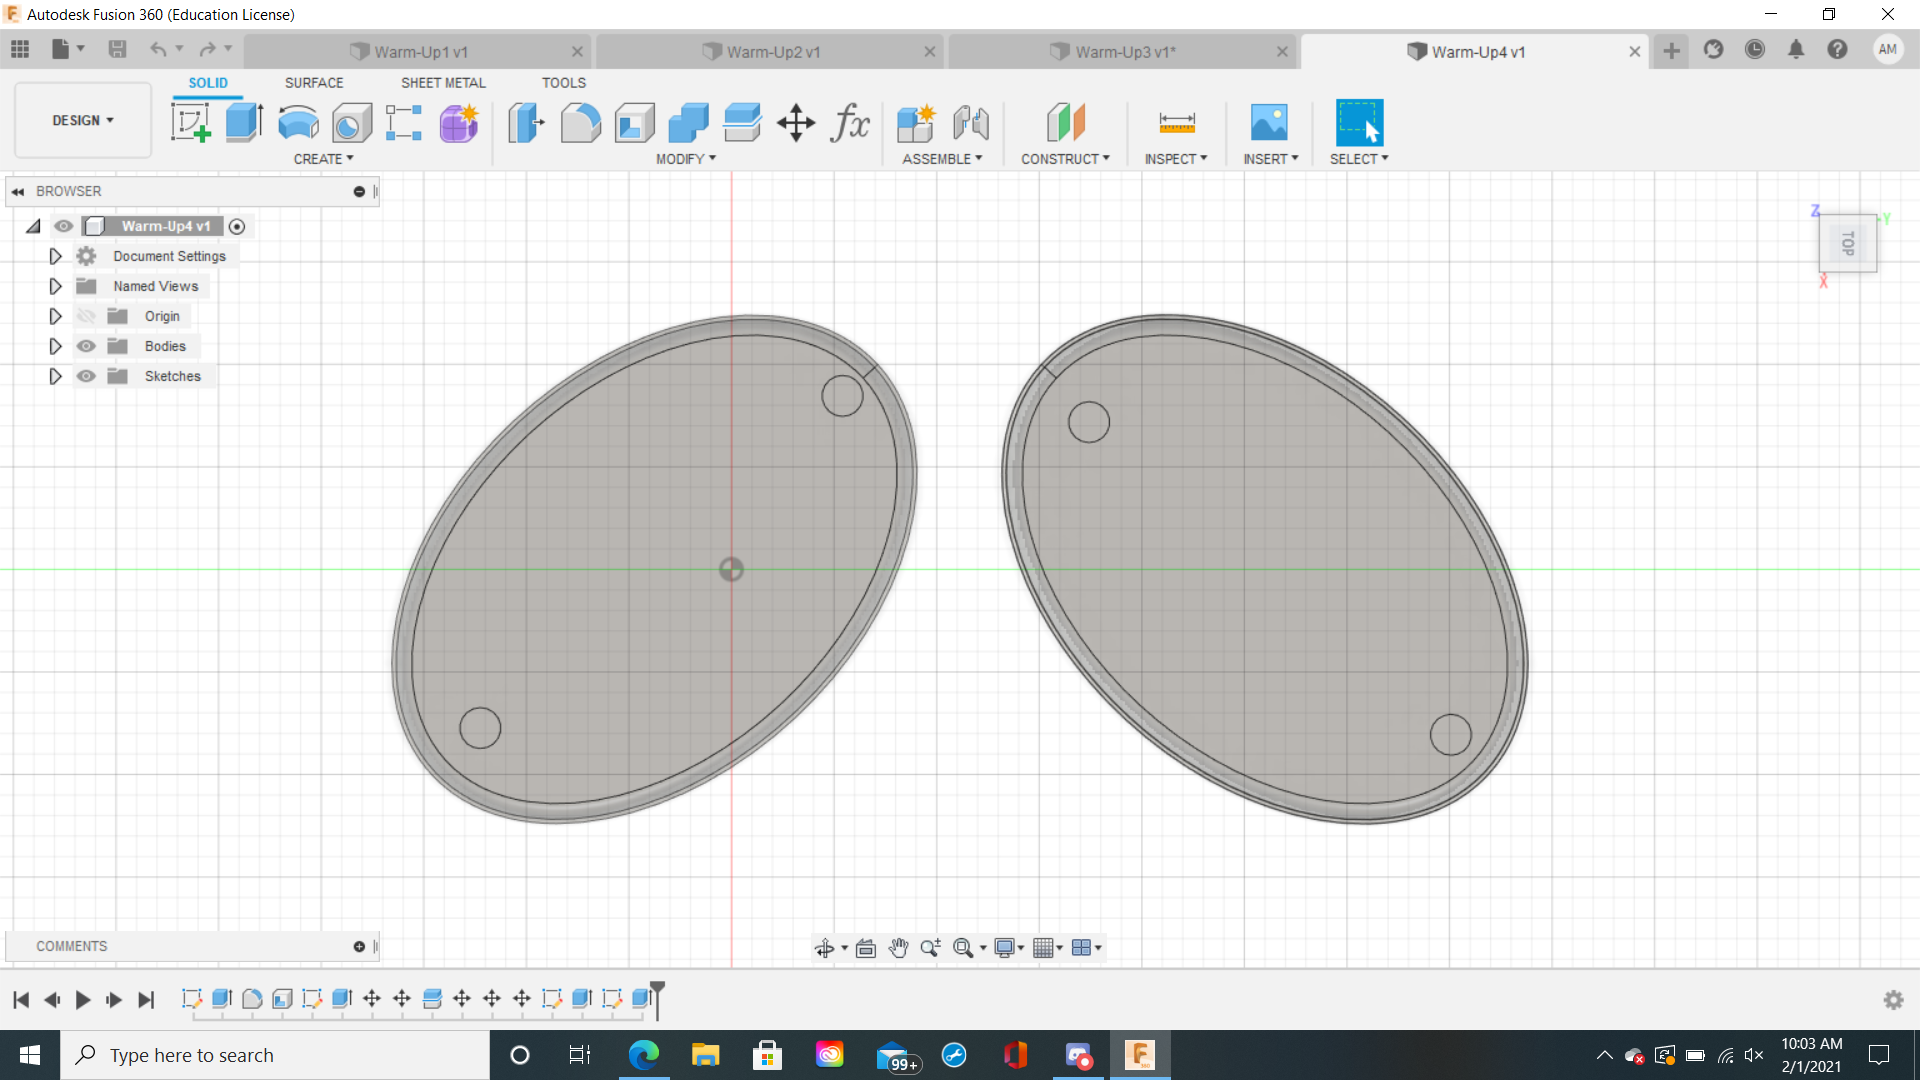 Autodesk Fusion 360 (Education License)
Warm-Up1 v1
Warm-Up2 v1
Warm-Up3 v1*
Warm-Up4 v1
AM
SOLID
SURFACE
SHEET METAL
TOOLS
DESIGN
fx
CREATE
MODIFY
ASSEMBLE
CONSTRUCT
INSPECT
INSERT
SELECT
BROWSER
Warm-Up4 v1
Document Settings
Named Views
Origin
Bodies
Sketches
Z
Y
TOP
X
COMMENTS
Type here to search
99+
10:03 AM
2/1/2021